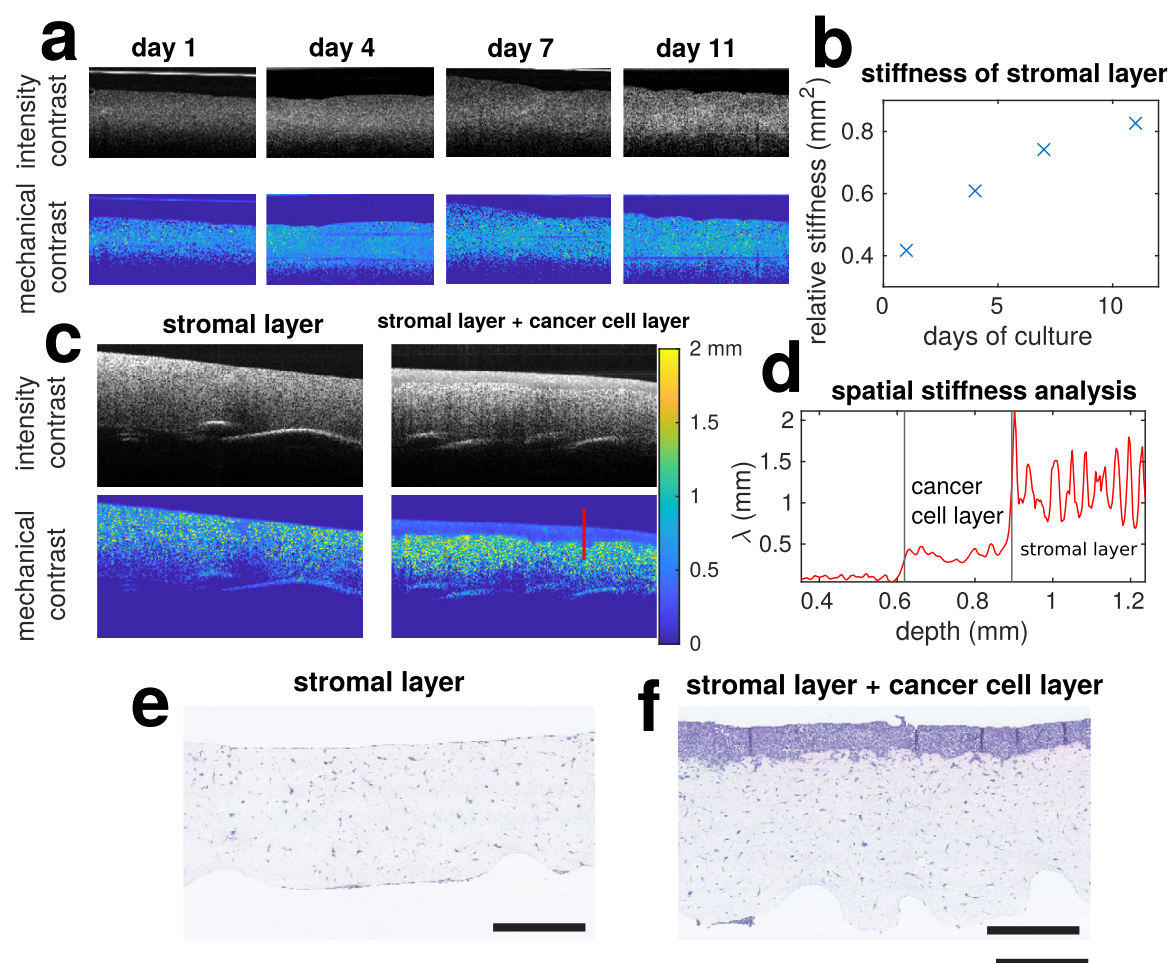 a
day 1
day 4
day 7
day 11
intensity
contrast
mechanical
contrast
b
stiffness of stromal layer
relative stiffness (mm²)
0.8
0.6
0.4
0
5
10
days of culture
c
stromal layer
stromal layer + cancer cell layer
intensity
contrast
mechanical
contrast
2 mm
1.5
1
0.5
0
d
spatial stiffness analysis
λ (mm)
2
1.5
1
0.5
cancer
cell layer
stromal layer
0.4
0.6
0.8
1
1.2
depth (mm)
e
stromal layer
f
stromal layer + cancer cell layer